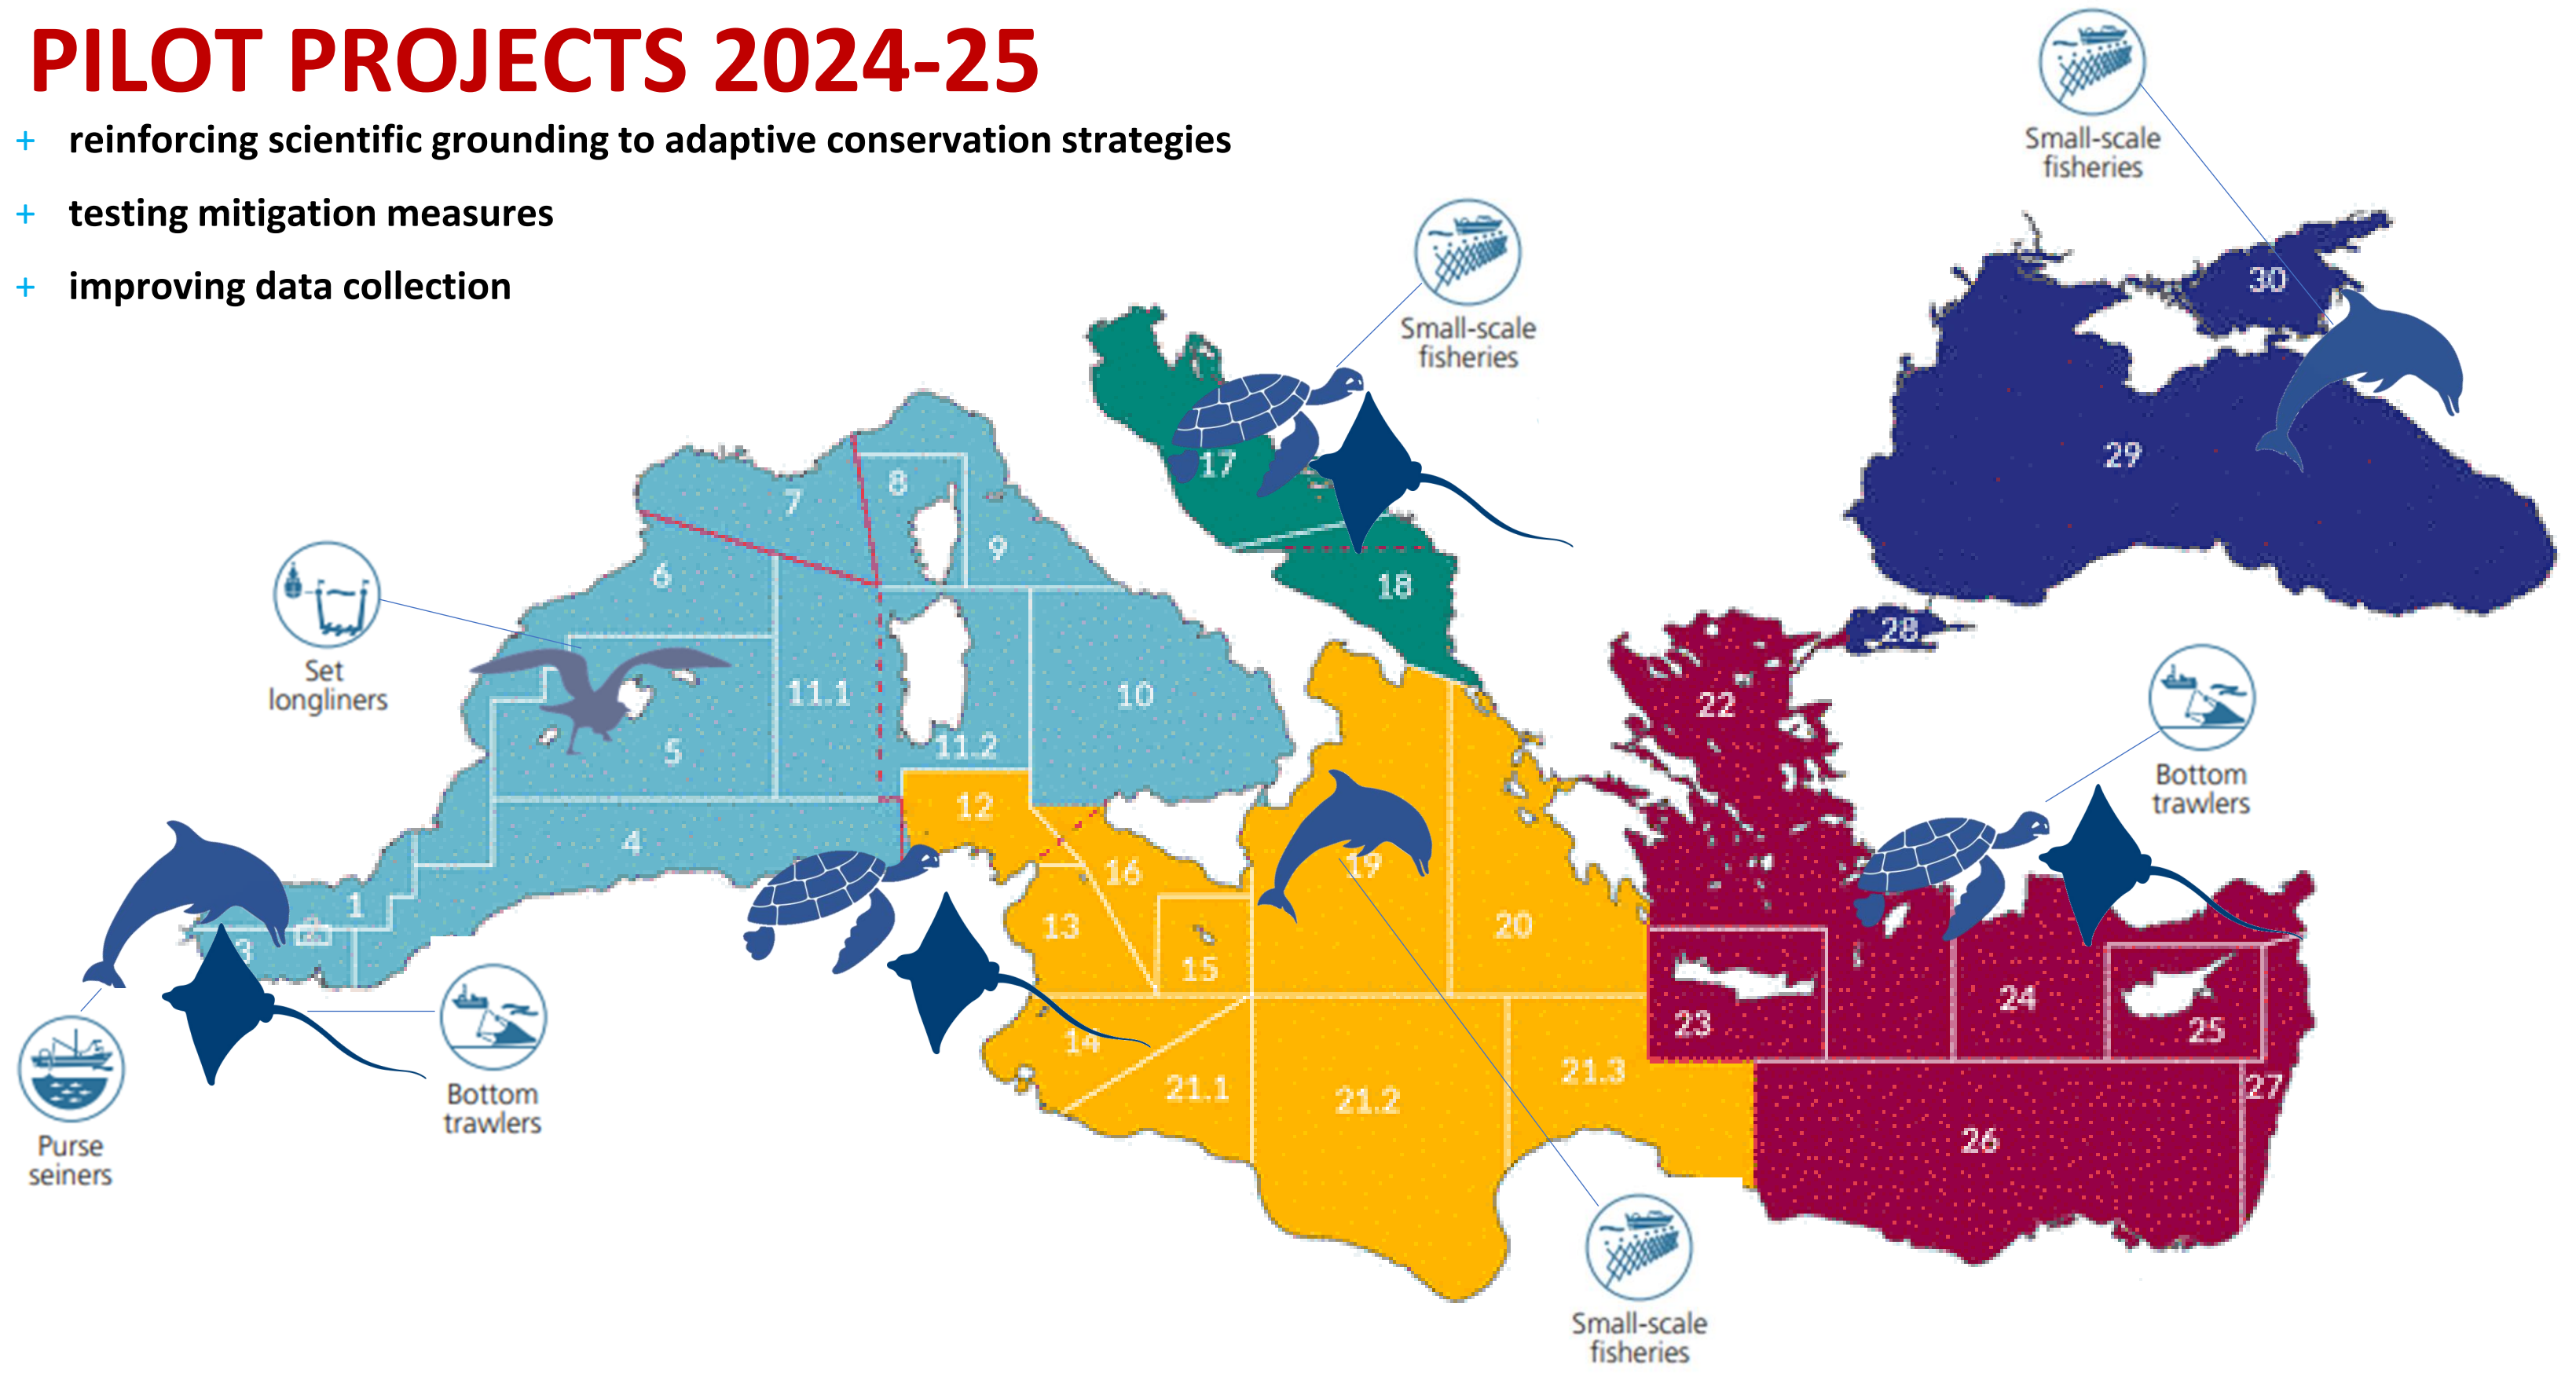 PILOT PROJECTS 2024-25
+ reinforcing scientific grounding to adaptive conservation strategies
+ testing mitigation measures
+ improving data collection
Small-scale
fisheries
Small-scale
fisheries
30
29
28
17
18
7
8
9
6
Set
longliners
11.1
10
11.2
5
4
12
16
13
15
14
1
2
3
19
20
22
Bottom
trawlers
23
24
25
27
26
21.1
21.2
21.3
Purse
seiners
Bottom
trawlers
Small-scale
fisheries